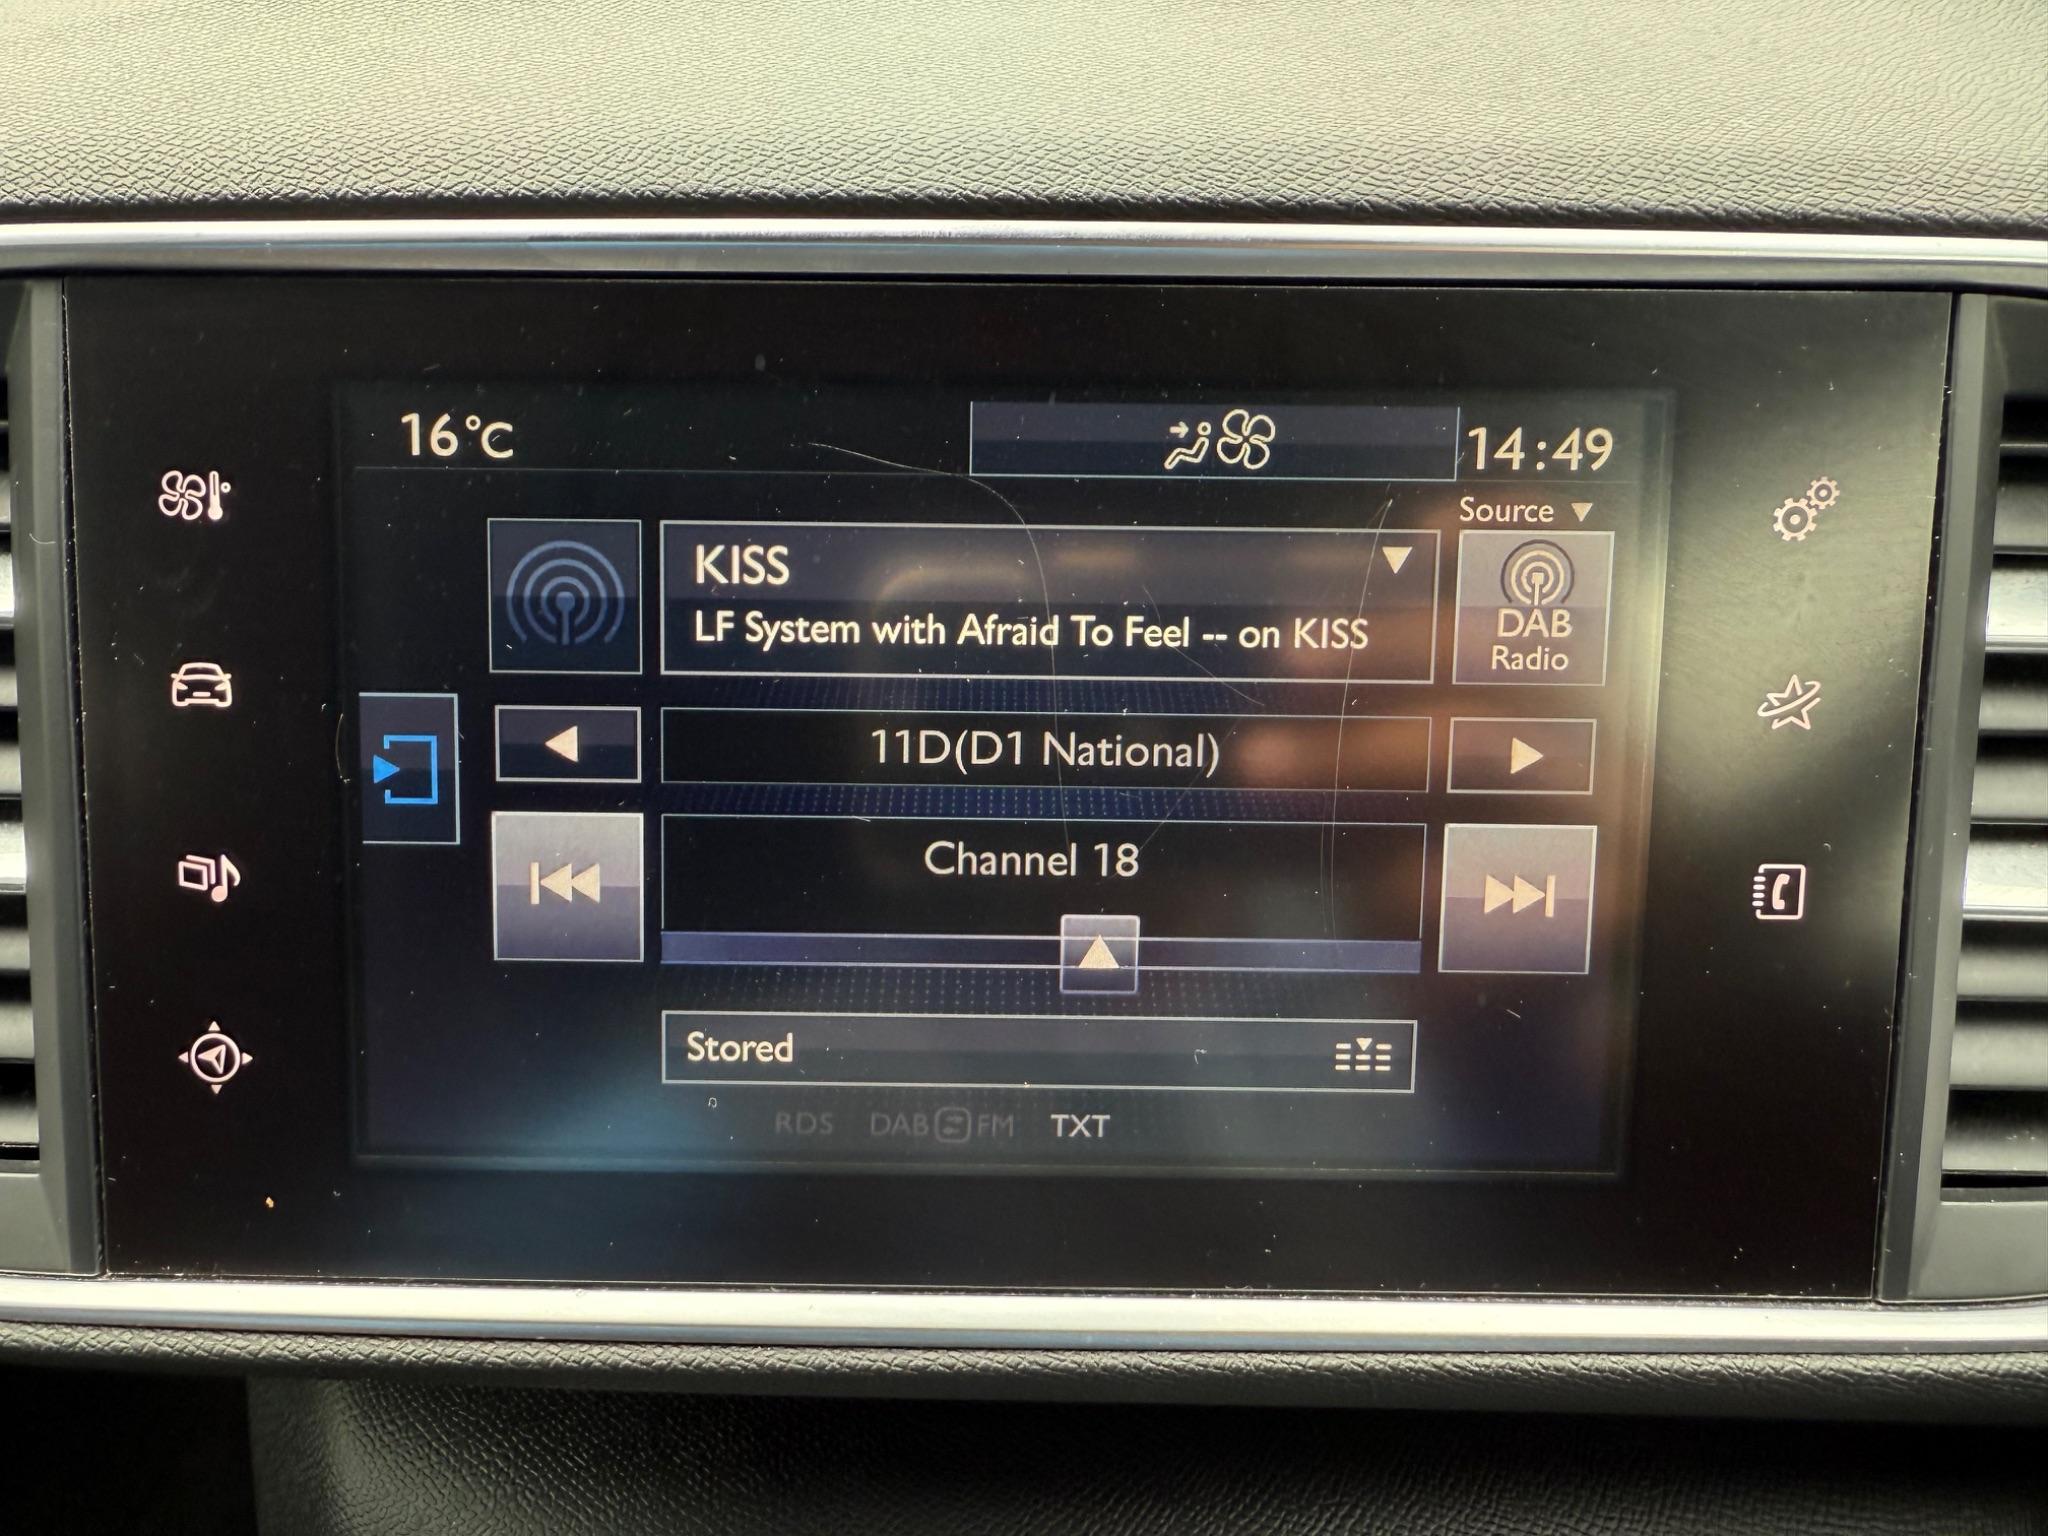 16°C
14:49
Source
KISS
LF System with Afraid To Feel -- on KISS
DAB
Radio
11D(D1 National)
Channel 18
Stored
RDS DAB FM TXT